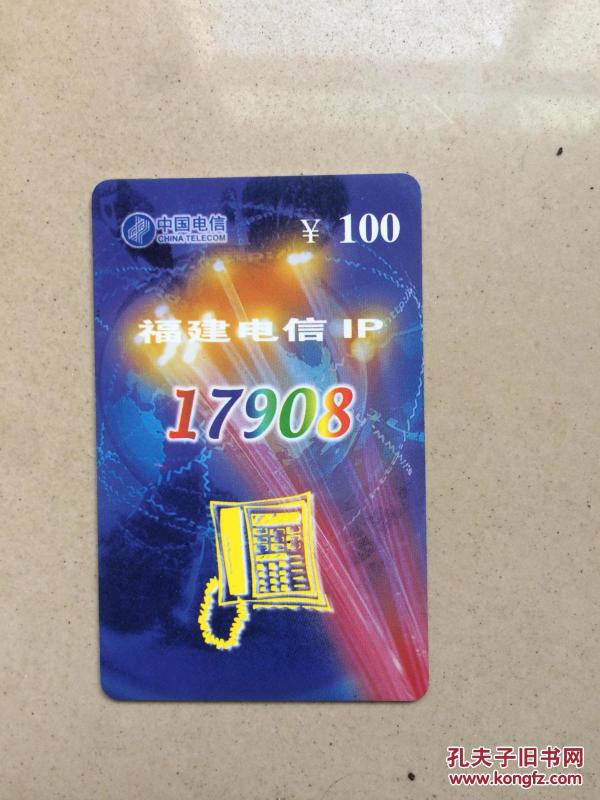 中国电信
CHINA TELECOM
¥ 100
福建电信 IP
17908
http://
孔夫子旧书网
www.kongfz.com